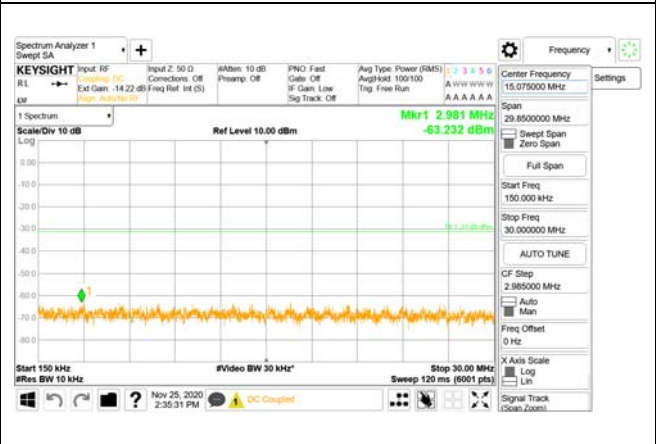 Spectrum Analyzer 1
Swept SA
+
Frequency
KEYSIGHT
RL
Input: RF
Coupling: DC
Ext Gain: -14.22 dB
Align: Auto/No RF
Input Z: 50 Ω
Corrections: Off
Freq Ref: Int (S)
#Atten: 10 dB
Preamp: Off
PNO: Fast
Gate: Off
IF Gain: Low
Sig Track: Off
Avg Type: Power (RMS)
Avg|Hold: 100/100
Trig: Free Run
1 2 3 4 5 6
A W W W W W
A A A A A A
Center Frequency
15.075000 MHz
Settings
1 Spectrum
Mkr1 2.981 MHz
Scale/Div 10 dB
Ref Level 10.00 dBm
-63.232 dBm
Log
0.00
-10.0
-20.0
-30.0
-40.0
-50.0
-60.0
-70.0
-80.0
1
Start 150 kHz
#Video BW 30 kHz*
Stop 30.00 MHz
#Res BW 10 kHz
Sweep 120 ms (6001 pts)
Span
29.8500000 MHz
Swept Span
Zero Span
Full Span
Start Freq
150.000 kHz
Stop Freq
30.000000 MHz
AUTO TUNE
CF Step
2.985000 MHz
Auto
Man
Freq Offset
0 Hz
X Axis Scale
Log
Lin
Signal Track
(Span Zoom)
?
Nov 25, 2020
2:35:31 PM
1
DC Coupled